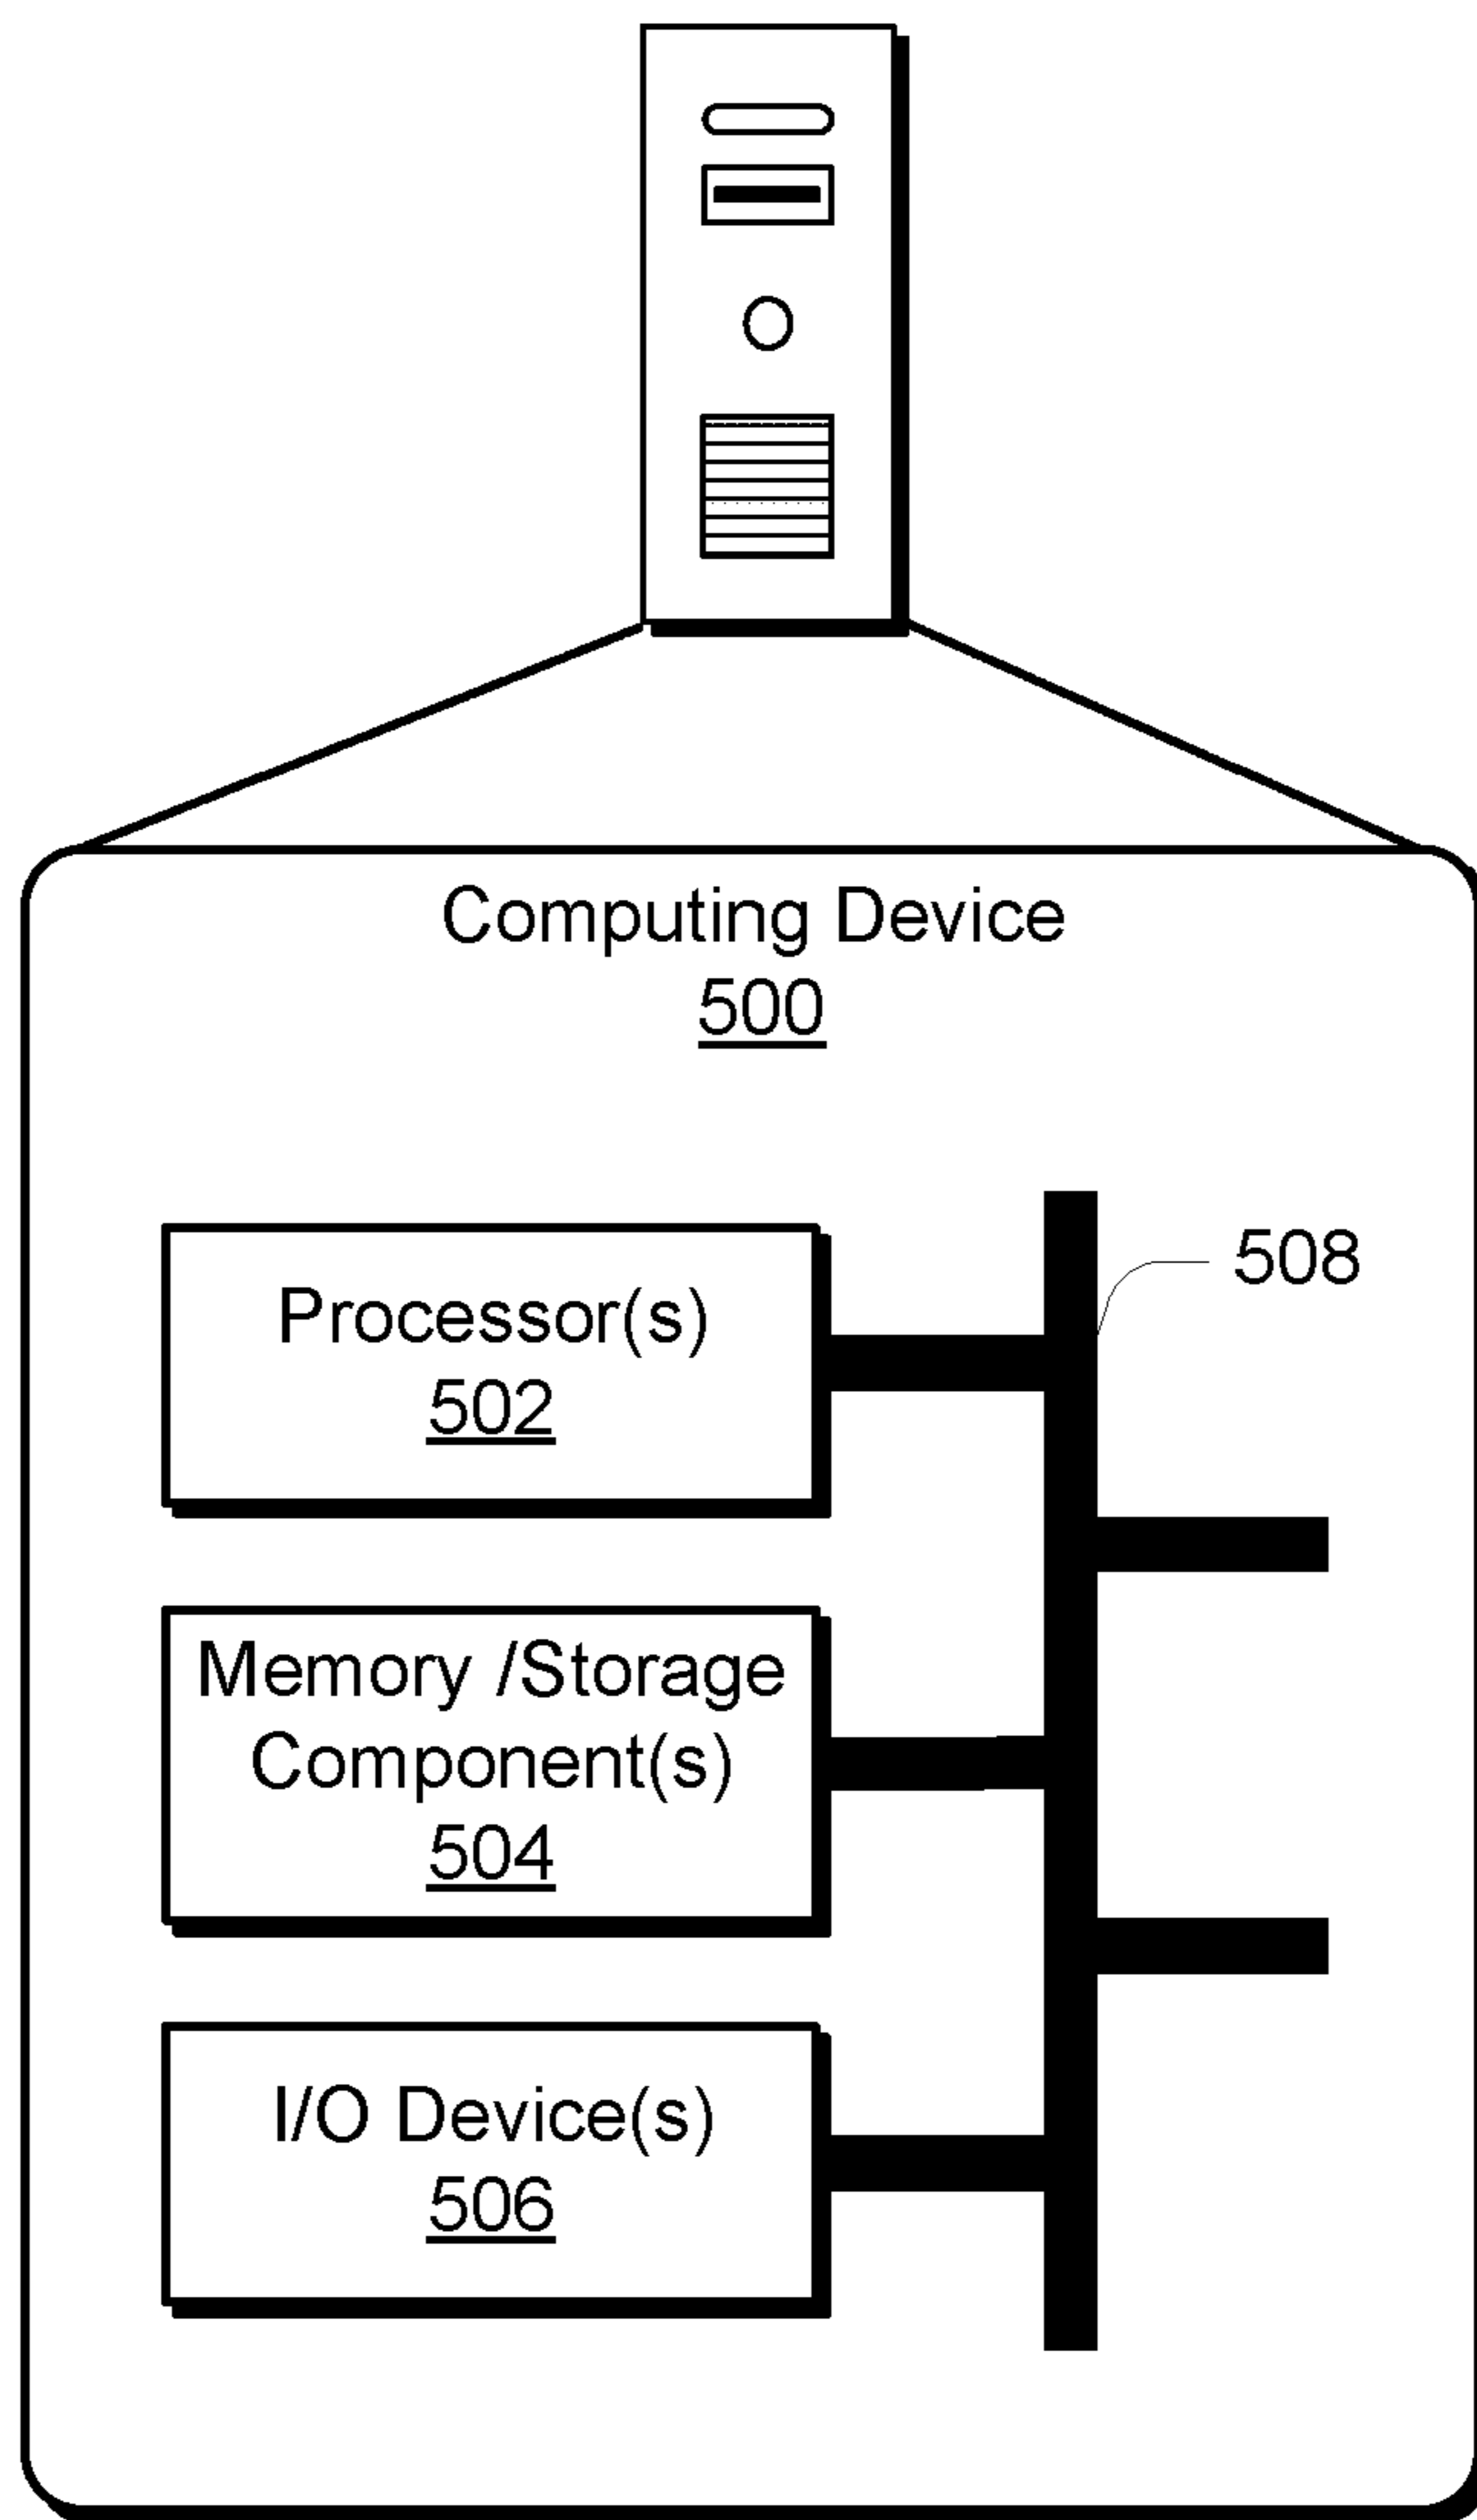 Computing Device
500
508
Processor(s)
502
Memory /Storage
Component(s)
504
I/O Device(s)
506